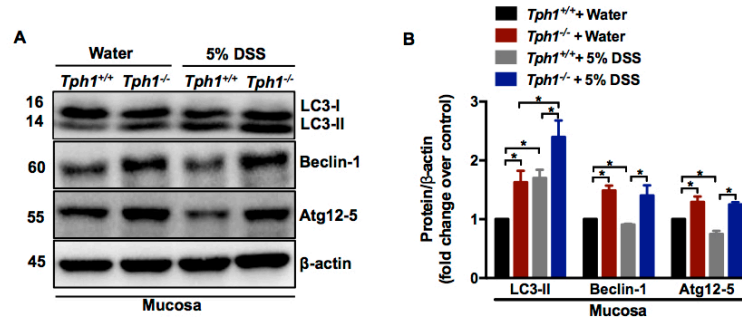 A
Water 5% DSS
Tph1+/+ Tph1-/- Tph1+/+ Tph1-/-
16 LC3-I
14 LC3-II
60 Beclin-1
55 Atg12-5
45 β-actin
Mucosa
B
Tph1+/+ + Water
Tph1-/- + Water
Tph1+/+ + 5% DSS
Tph1-/- + 5% DSS
Protein/β-actin
(fold change over control)
3
2
1
0
* * * * * * * * *
LC3-II Beclin-1 Atg12-5
Mucosa